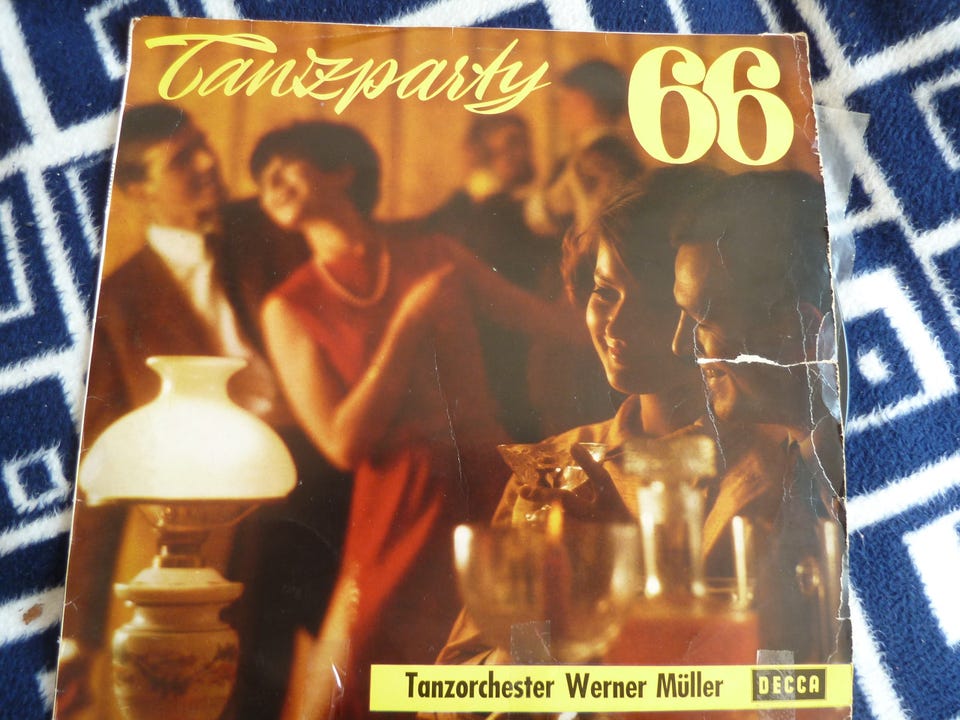 Tanzparty 66
Tanzorchester Werner Müller DECCA